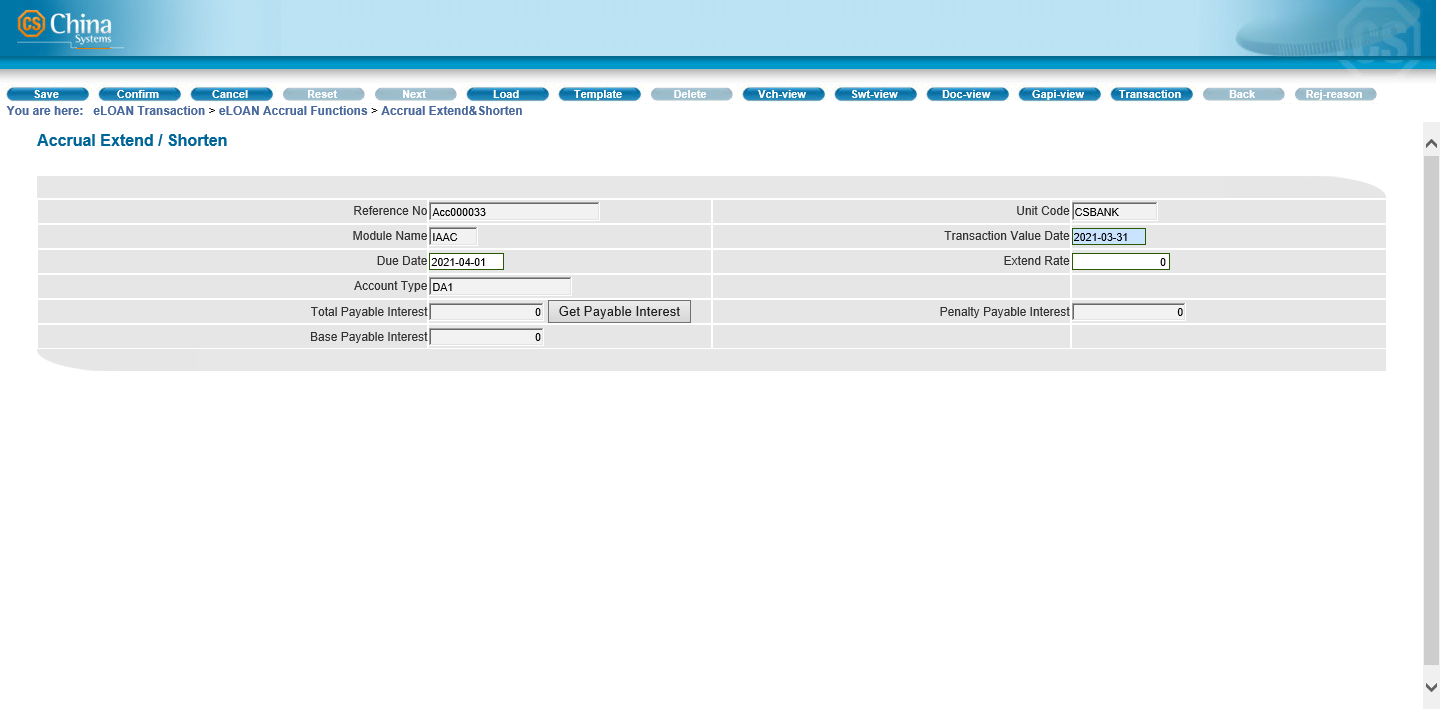 CS China Systems
CS
Save Confirm Cancel Reset Next Load Template Delete Vch-view Swt-view Doc-view Gapi-view Transaction Back Rej-reason
You are here: eLOAN Transaction > eLOAN Accrual Functions > Accrual Extend&Shorten
Accrual Extend / Shorten
Reference No Acc000033 Unit Code CSBANK
Module Name IAAC Transaction Value Date 2021-03-31
Due Date 2021-04-01 Extend Rate 0
Account Type DA1
Total Payable Interest 0 Get Payable Interest Penalty Payable Interest 0
Base Payable Interest 0